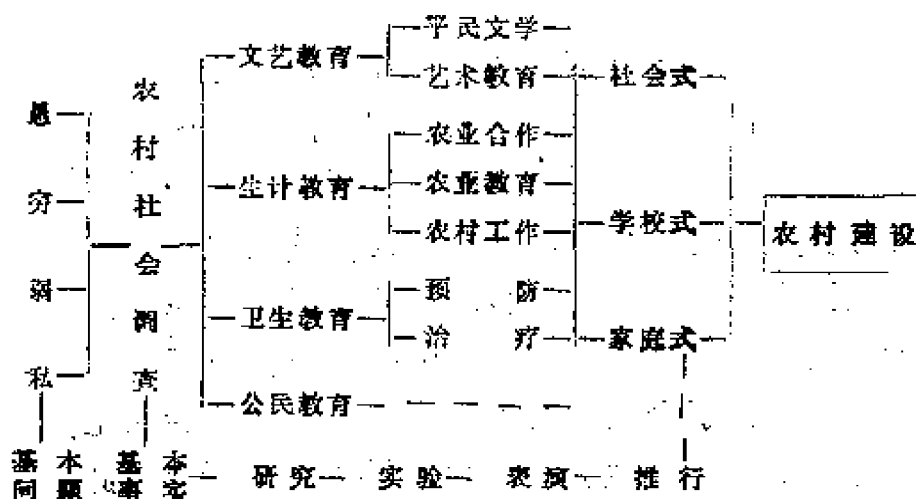 愚
穷
弱
私
基本
问题
农村社会调查
基本
事实
文艺教育
生计教育
卫生教育
公民教育
平民文学
艺术教育
农业合作
农业教育
农村工作
预防
治疗
社会式
学校式
家庭式
农村建设
研究
实验
表演
推行